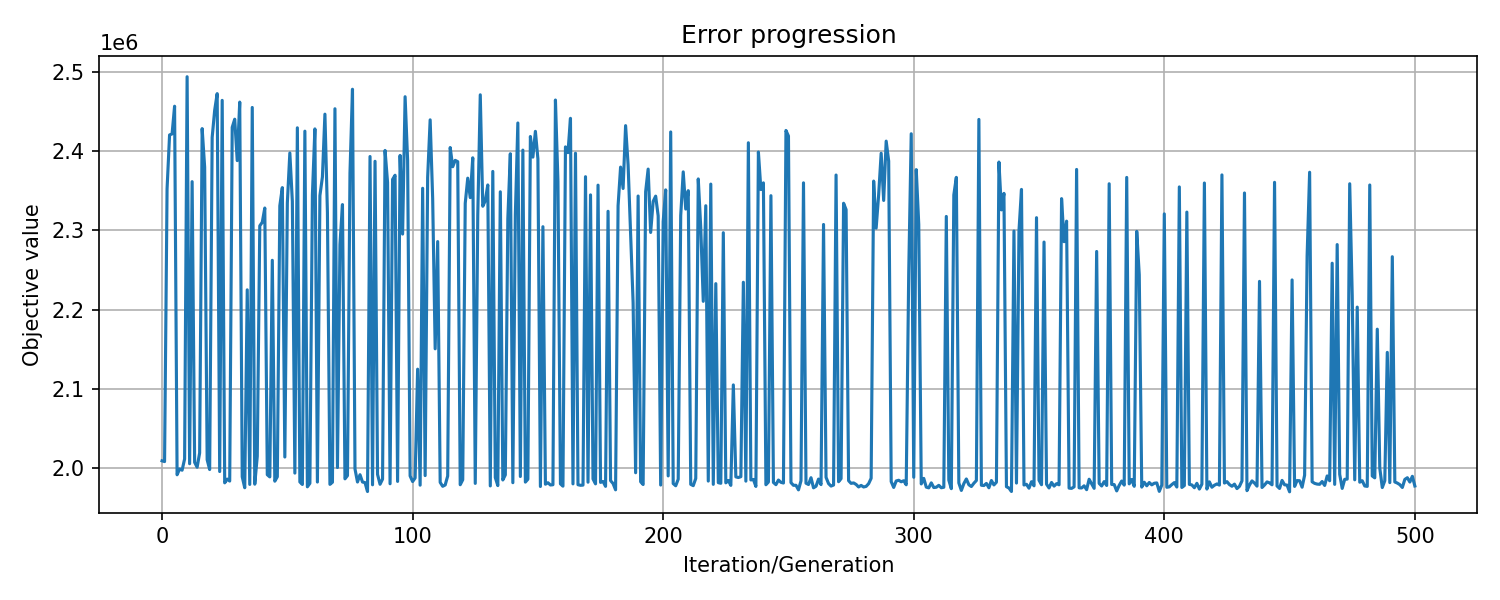 Error progression
1e6
2.5
2.4
2.3
2.2
2.1
2.0
Objective value
0 100 200 300 400 500
Iteration/Generation